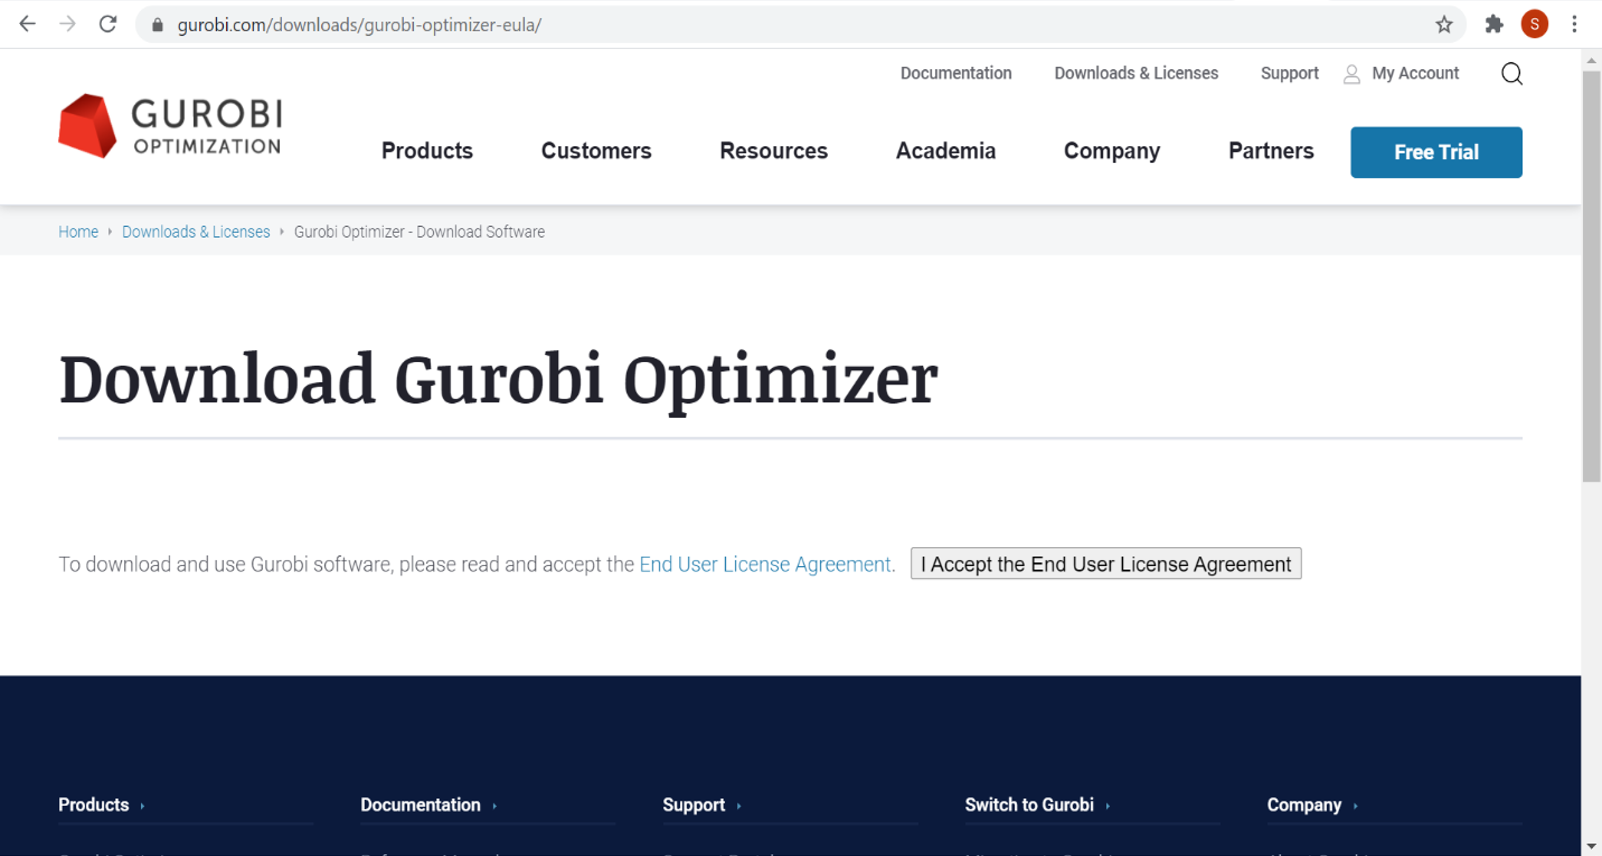 gurobi.com/downloads/gurobi-optimizer-eula/
S
Documentation Downloads & Licenses Support My Account
GUROBI
OPTIMIZATION
Products Customers Resources Academia Company Partners Free Trial
Home Downloads & Licenses Gurobi Optimizer - Download Software
Download Gurobi Optimizer
To download and use Gurobi software, please read and accept the End User License Agreement. I Accept the End User License Agreement
Products Documentation Support Switch to Gurobi Company